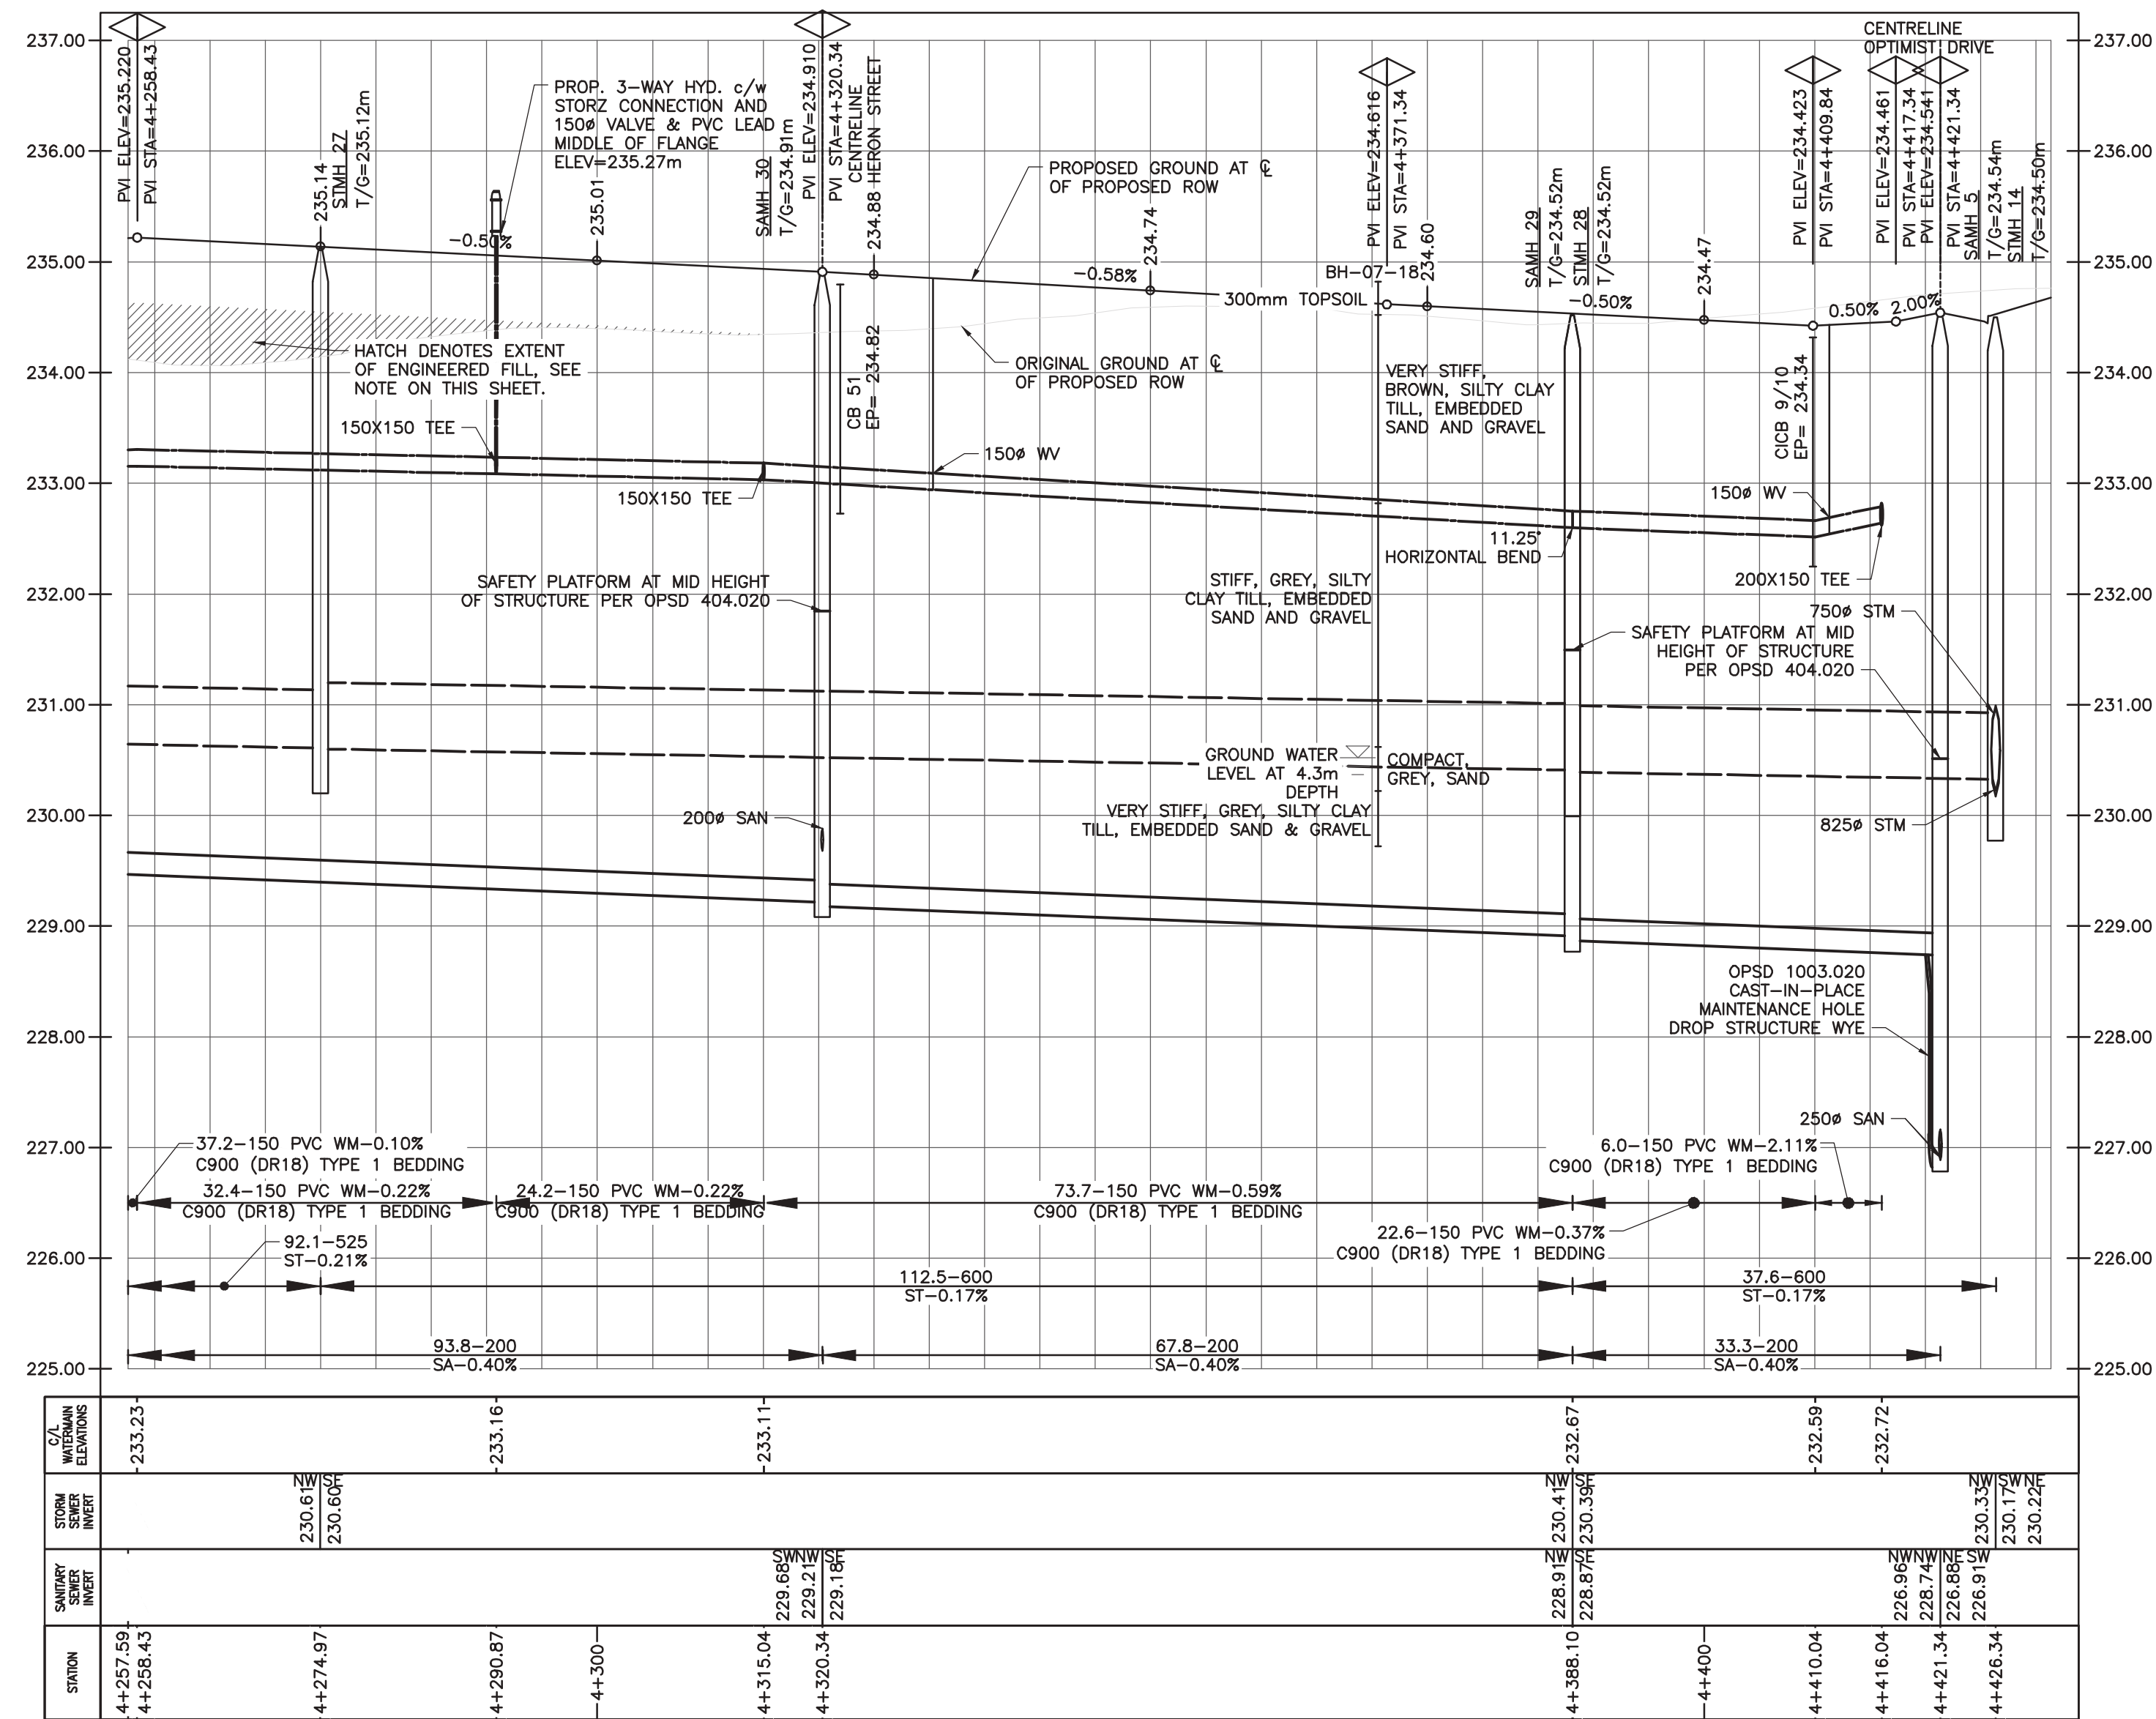 237.00
236.00
235.00
234.00
233.00
232.00
231.00
230.00
229.00
228.00
227.00
226.00
225.00
237.00
236.00
235.00
234.00
233.00
232.00
231.00
230.00
229.00
228.00
227.00
226.00
225.00
PVI ELEV=235.220
PVI STA=4+258.43
235.14
STMH 27
T/G=235.12m
-0.50%
PROP. 3-WAY HYD. c/w
STORZ CONNECTION AND
150ø VALVE & PVC LEAD
MIDDLE OF FLANGE
ELEV=235.27m
235.01
SAMH 30
T/G=234.91m
PVI ELEV=234.910
PVI STA=4+320.34
CENTRELINE
HERON STREET
234.88
PROPOSED GROUND AT ℄
OF PROPOSED ROW
-0.58%
234.74
PVI ELEV=234.616
PVI STA=4+371.34
BH-07-18
234.60
300mm TOPSOIL
SAMH 29
T/G=234.52m
STMH 28
T/G=234.52m
-0.50%
234.47
PVI ELEV=234.423
PVI STA=4+409.84
0.50%
CENTRELINE
OPTIMIST DRIVE
PVI ELEV=234.461
PVI STA=4+417.34
2.00%
PVI ELEV=234.541
PVI STA=4+421.34
SAMH 5
T/G=234.54m
STMH 14
T/G=234.50m
HATCH DENOTES EXTENT
OF ENGINEERED FILL, SEE
NOTE ON THIS SHEET.
ORIGINAL GROUND AT ℄
OF PROPOSED ROW
CB 51
EP= 234.82
VERY STIFF,
BROWN, SILTY CLAY
TILL, EMBEDDED
SAND AND GRAVEL
CICB 9/10
EP= 234.34
150X150 TEE
150X150 TEE
150ø WV
150ø WV
11.25°
HORIZONTAL BEND
200X150 TEE
SAFETY PLATFORM AT MID HEIGHT
OF STRUCTURE PER OPSD 404.020
STIFF, GREY, SILTY
CLAY TILL, EMBEDDED
SAND AND GRAVEL
750ø STM
SAFETY PLATFORM AT MID
HEIGHT OF STRUCTURE
PER OPSD 404.020
GROUND WATER
LEVEL AT 4.3m
DEPTH
COMPACT,
GREY, SAND
VERY STIFF, GREY, SILTY CLAY
TILL, EMBEDDED SAND & GRAVEL
200ø SAN
825ø STM
OPSD 1003.020
CAST-IN-PLACE
MAINTENANCE HOLE
DROP STRUCTURE WYE
250ø SAN
37.2-150 PVC WM-0.10%
C900 (DR18) TYPE 1 BEDDING
32.4-150 PVC WM-0.22%
C900 (DR18) TYPE 1 BEDDING
24.2-150 PVC WM-0.22%
C900 (DR18) TYPE 1 BEDDING
73.7-150 PVC WM-0.59%
C900 (DR18) TYPE 1 BEDDING
6.0-150 PVC WM-2.11%
C900 (DR18) TYPE 1 BEDDING
22.6-150 PVC WM-0.37%
C900 (DR18) TYPE 1 BEDDING
92.1-525
ST-0.21%
112.5-600
ST-0.17%
37.6-600
ST-0.17%
93.8-200
SA-0.40%
67.8-200
SA-0.40%
33.3-200
SA-0.40%
C/L
WATERMAIN
ELEVATIONS
233.23
233.16
233.11
232.67
232.59
232.72
STORM
SEWER
INVERT
NW SE
230.61
230.60
NW SE
230.41
230.39
NW SW NE
230.33
230.17
230.22
SANITARY
SEWER
INVERT
SW NW SE
229.68
229.21
229.18
NW SE
228.91
228.87
NW NW NE SW
226.96
228.74
226.88
226.91
STATION
4+257.59
4+258.43
4+274.97
4+290.87
4+300
4+315.04
4+320.34
4+388.10
4+400
4+410.04
4+416.04
4+421.34
4+426.34